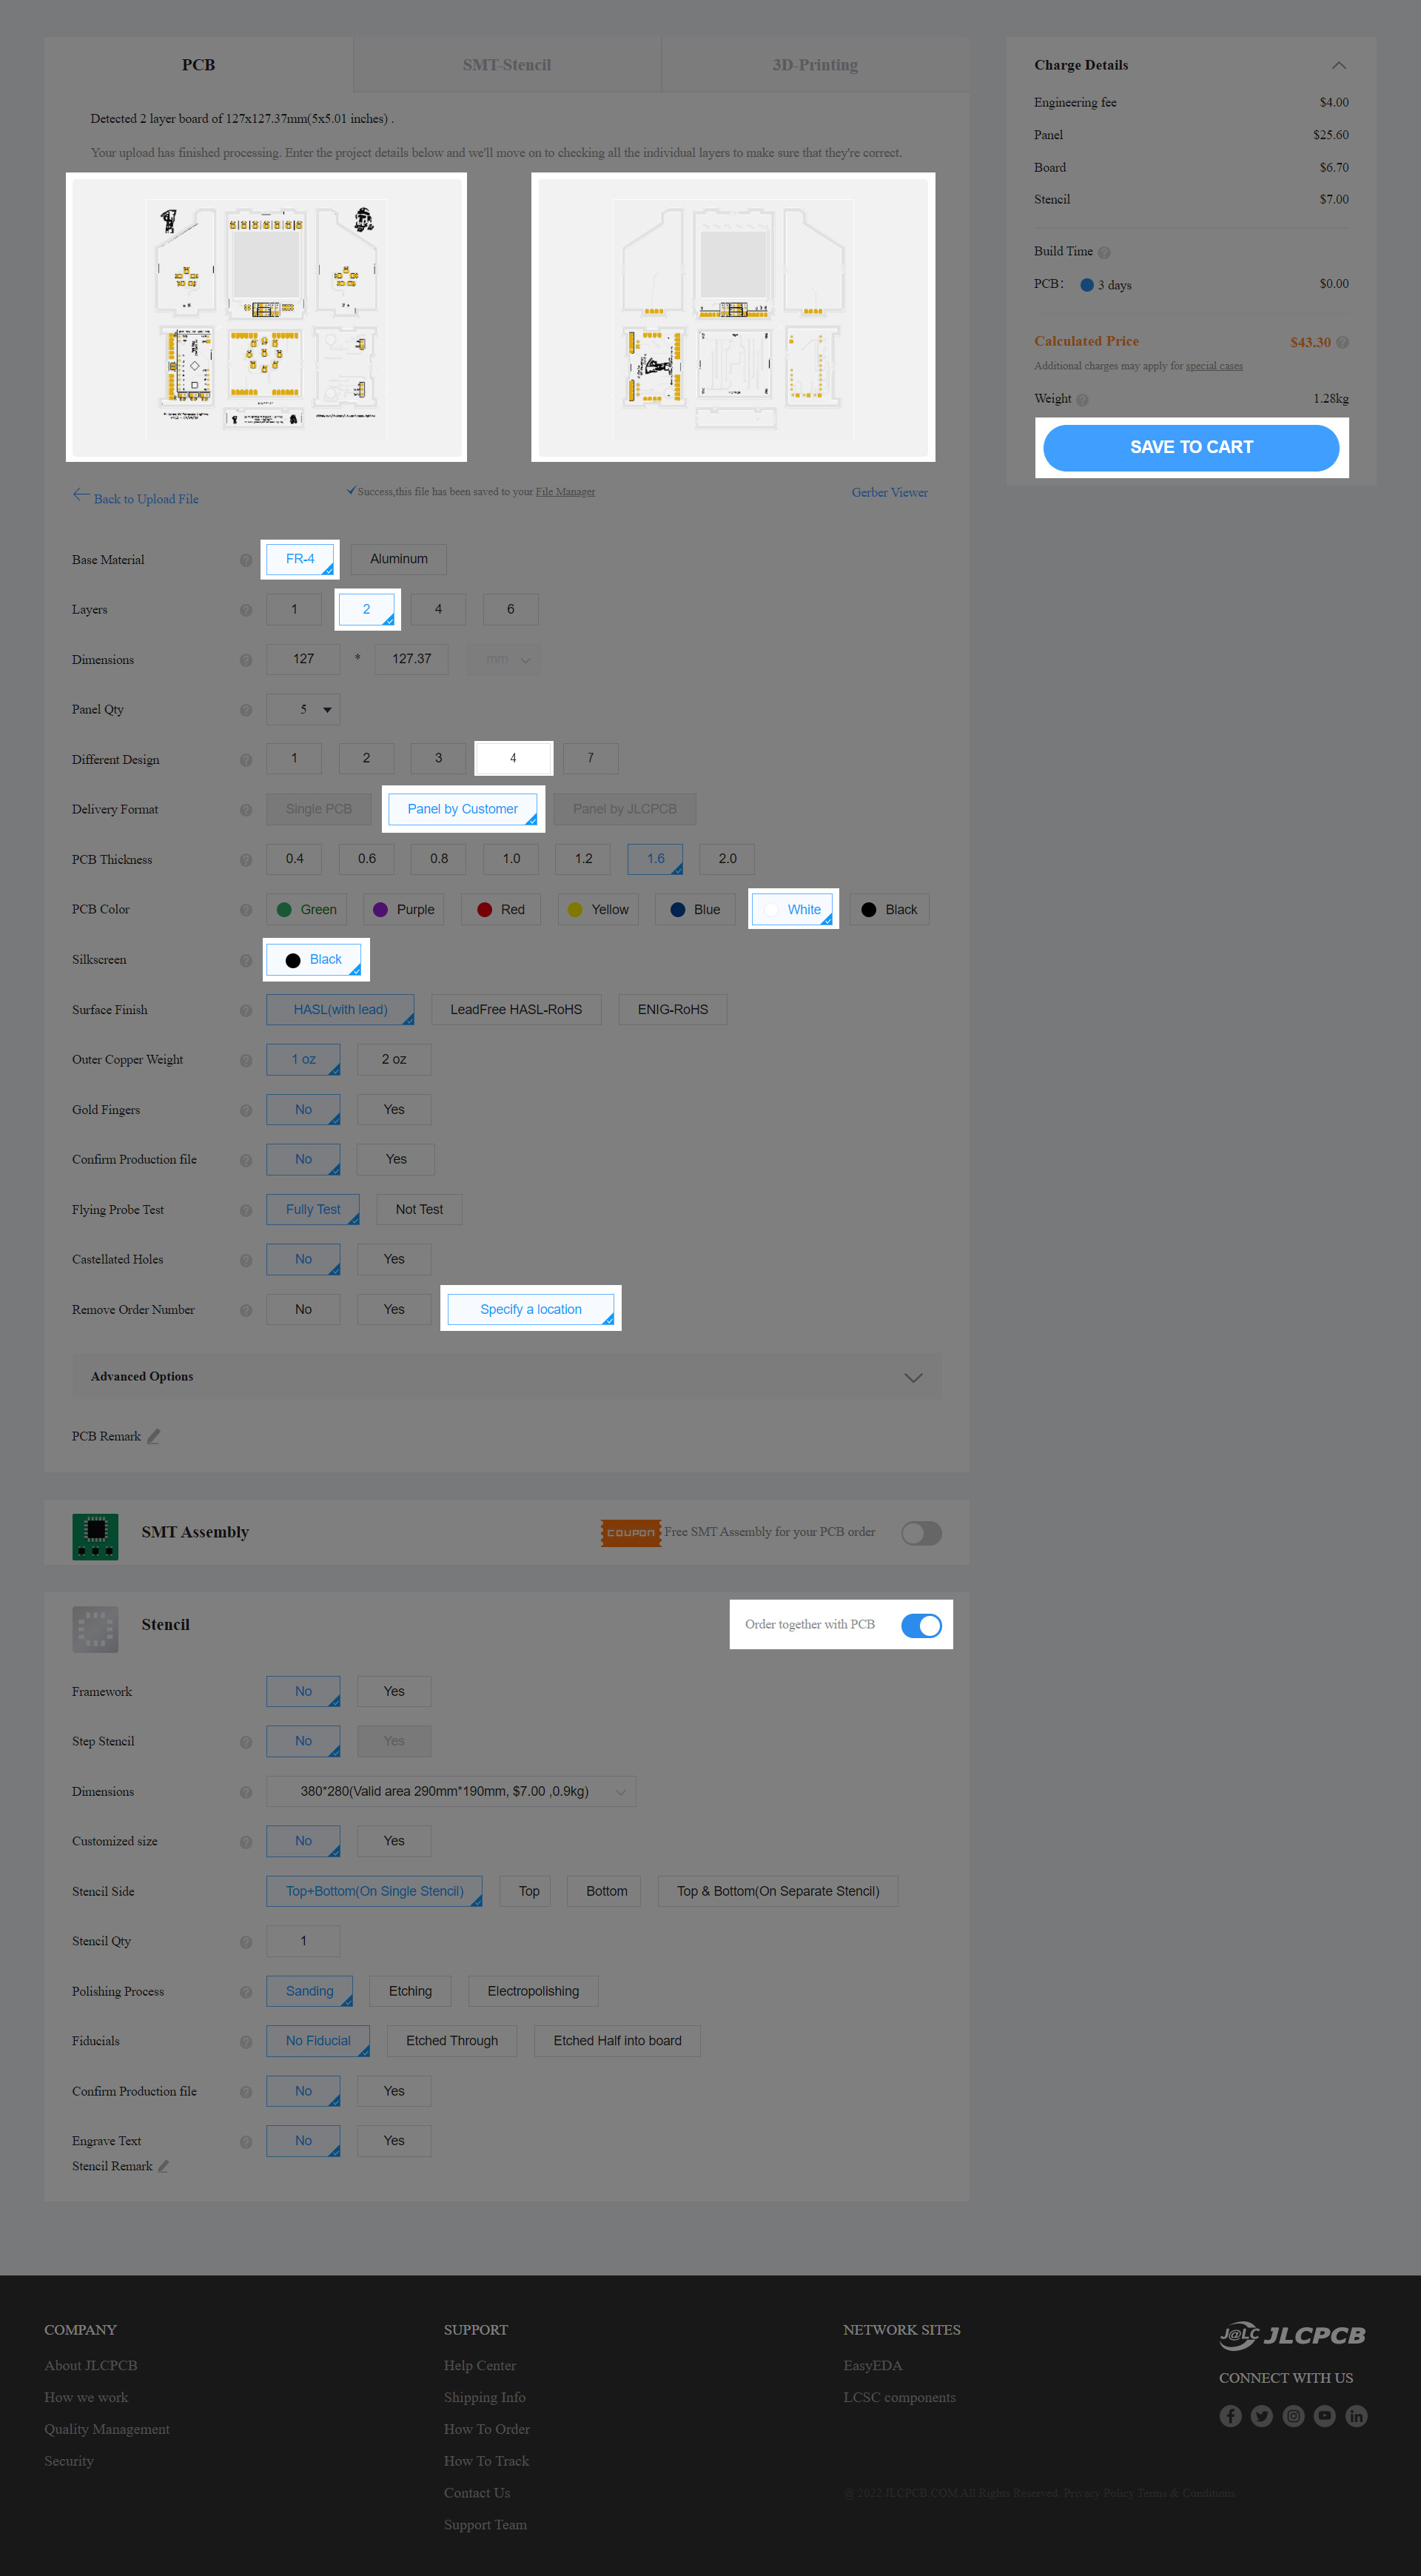 PCB
SMT-Stencil
3D-Printing
Detected 2 layer board of 127x127.37mm(5x5.01 inches) .
Your upload has finished processing. Enter the project details below and we'll move on to checking all the individual layers to make sure that they're correct.
Back to Upload File
Success,this file has been saved to your File Manager
Gerber Viewer
Base Material ? FR-4 Aluminum
Layers ? 1 2 4 6
Dimensions ? 127 * 127.37 mm
Panel Qty ? 5
Different Design ? 1 2 3 4 7
Delivery Format ? Single PCB Panel by Customer Panel by JLCPCB
PCB Thickness ? 0.4 0.6 0.8 1.0 1.2 1.6 2.0
PCB Color ? Green Purple Red Yellow Blue White Black
Silkscreen ? Black
Surface Finish ? HASL(with lead) LeadFree HASL-RoHS ENIG-RoHS
Outer Copper Weight ? 1 oz 2 oz
Gold Fingers ? No Yes
Confirm Production file ? No Yes
Flying Probe Test ? Fully Test Not Test
Castellated Holes ? No Yes
Remove Order Number ? No Yes Specify a location
Advanced Options
PCB Remark
SMT Assembly
COUPON Free SMT Assembly for your PCB order
Stencil
Order together with PCB
Framework No Yes
Step Stencil ? No Yes
Dimensions ? 380*280(Valid area 290mm*190mm, $7.00 ,0.9kg)
Customized size ? No Yes
Stencil Side Top+Bottom(On Single Stencil) Top Bottom Top & Bottom(On Separate Stencil)
Stencil Qty ? 1
Polishing Process ? Sanding Etching Electropolishing
Fiducials ? No Fiducial Etched Through Etched Half into board
Confirm Production file ? No Yes
Engrave Text ? No Yes
Stencil Remark
Charge Details
Engineering fee $4.00
Panel $25.60
Board $6.70
Stencil $7.00
Build Time ?
PCB: 3 days $0.00
Calculated Price $43.30 ?
Additional charges may apply for special cases
Weight ? 1.28kg
SAVE TO CART
COMPANY
About JLCPCB
How we work
Quality Management
Security
SUPPORT
Help Center
Shipping Info
How To Order
How To Track
Contact Us
Support Team
NETWORK SITES
EasyEDA
LCSC components
J@LC JLCPCB
CONNECT WITH US
@ 2022 JLCPCB.COM All Rights Reserved. Privacy Policy Terms & Conditions